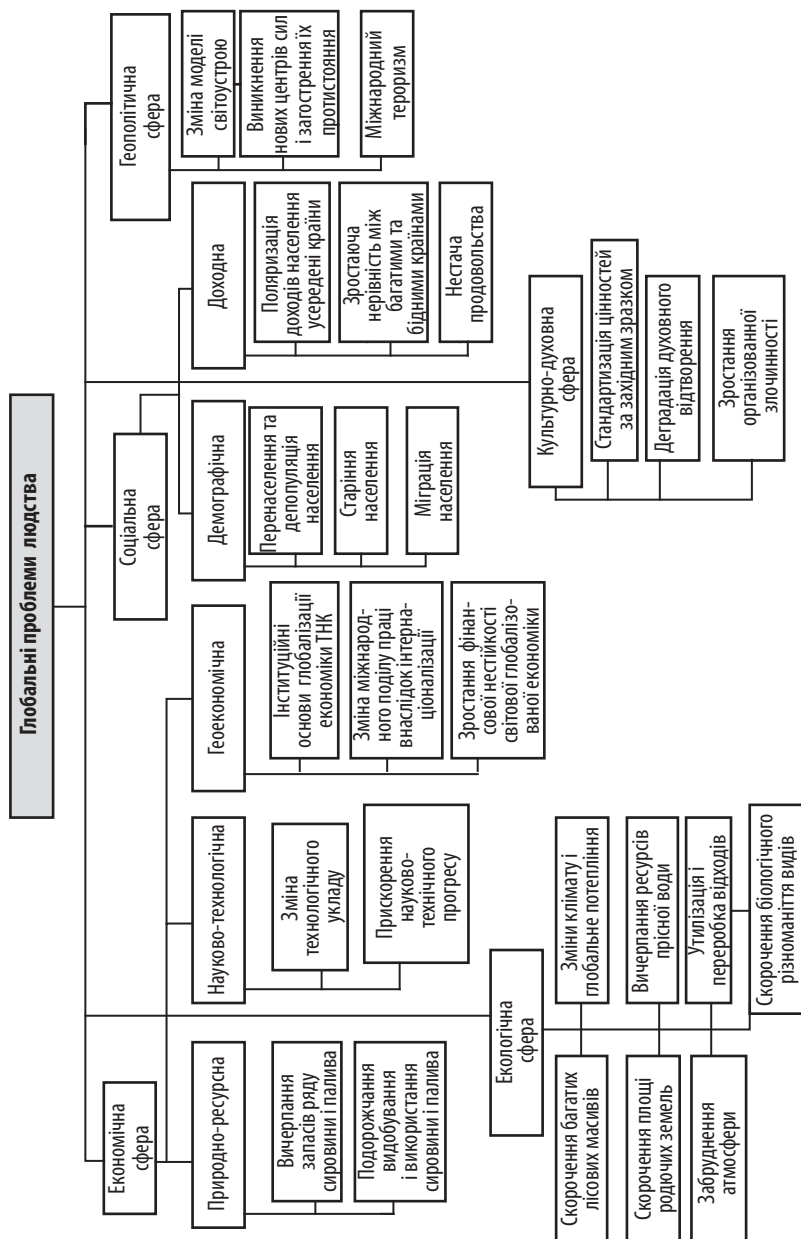 Глобальні проблеми людства
Економічна
сфера
Природно-ресурсна
Вичерпання
запасів ряду
сировини і палива
Подорожчання
видобування
і використання
сировини і палива
Науково-технологічна
Зміна
технологічного
укладу
Прискорення
науково-
технічного
прогресу
Геоекономічна
Інституційні
основи глобалізації
економіки ТНК
Зміна міжнарод-
ного поділу праці
внаслідок інтерна-
ціоналізації
Зростання фінан-
сової нестійкості
світової глобалізо-
ваної економіки
Соціальна
сфера
Демографічна
Перенаселення та
депопуляція
населення
Старіння
населення
Міграція
населення
Доходна
Поляризація
доходів населення
усередені країни
Зростаюча
нерівність між
багатими та
бідними країнами
Нестача
продовольства
Геополітична
сфера
Зміна моделі
світоустрою
Виникнення
нових центрів сил
і загострення їх
протистояння
Міжнародний
тероризм
Екологічна
сфера
Скорочення багатих
лісових масивів
Зміни клімату і
глобальне потепління
Скорочення площі
родючих земель
Вичерпання ресурсів
прісної води
Забруднення
атмосфери
Утилизація і
переробка відходів
Скорочення біологічного
різноманіття видів
Культурно-духовна
сфера
Стандартизація цінностей
за західним зразком
Деградація духовного
відтворення
Зростання
організованної
злочинності